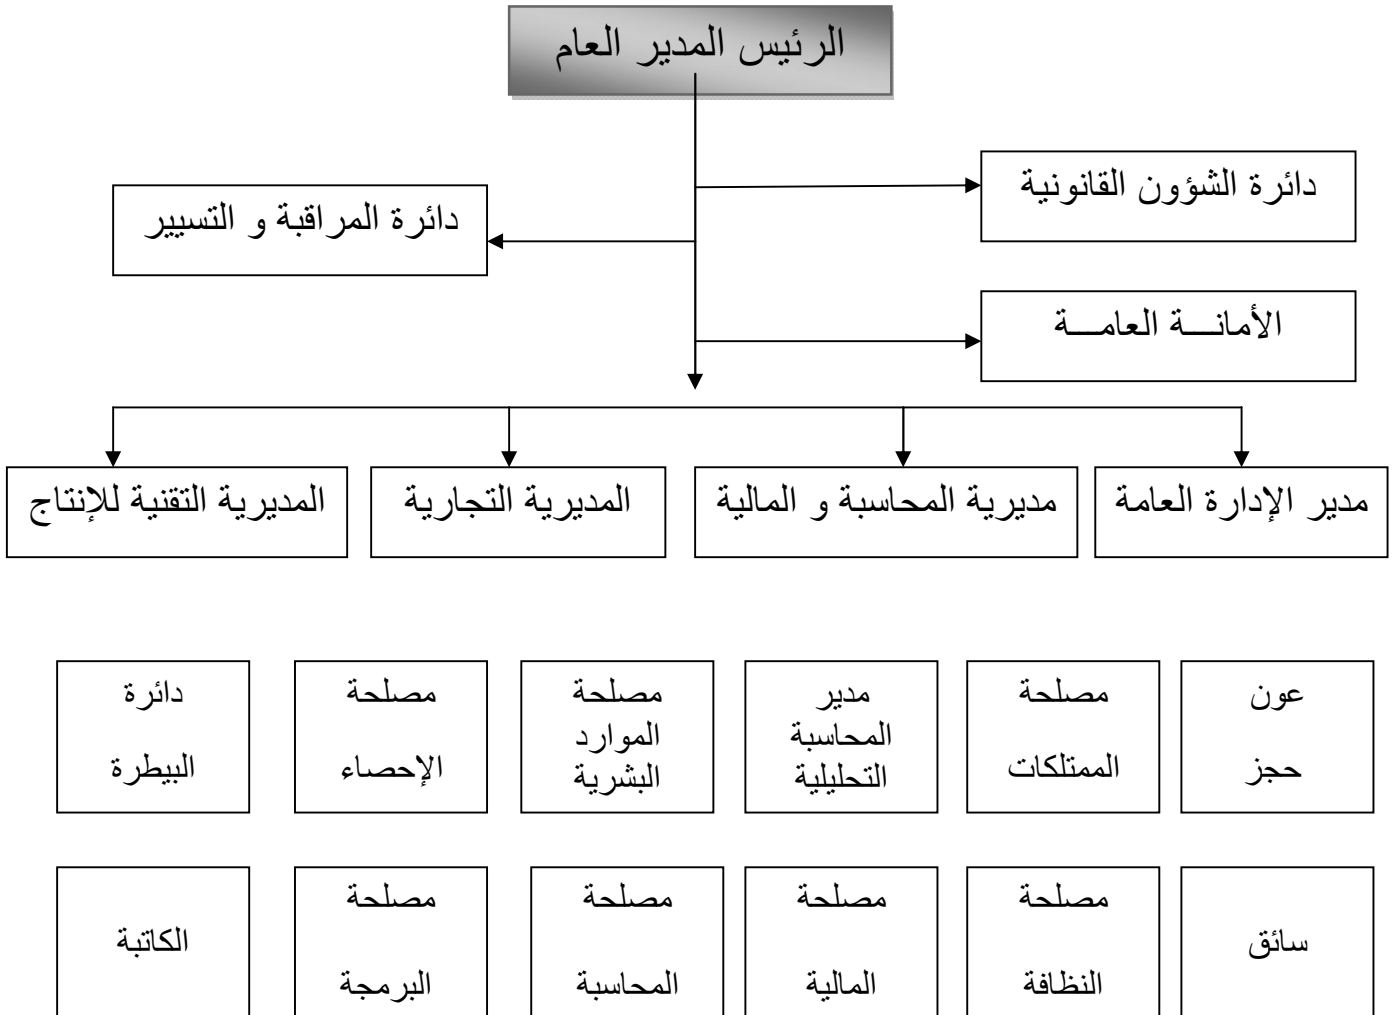 الرئيس المدير العام
دائرة الشؤون القانونية
دائرة المراقبة و التسيير
الأمانـــة العامـــة
مدير الإدارة العامة
مديرية المحاسبة و المالية
المديرية التجارية
المديرية التقنية للإنتاج
عون
حجز
مصلحة
الممتلكات
مدير
المحاسبة
التحليلية
مصلحة
الموارد
البشرية
مصلحة
الإحصاء
دائرة
البيطرة
سائق
مصلحة
النظافة
مصلحة
المالية
مصلحة
المحاسبة
مصلحة
البرمجة
الكاتبة